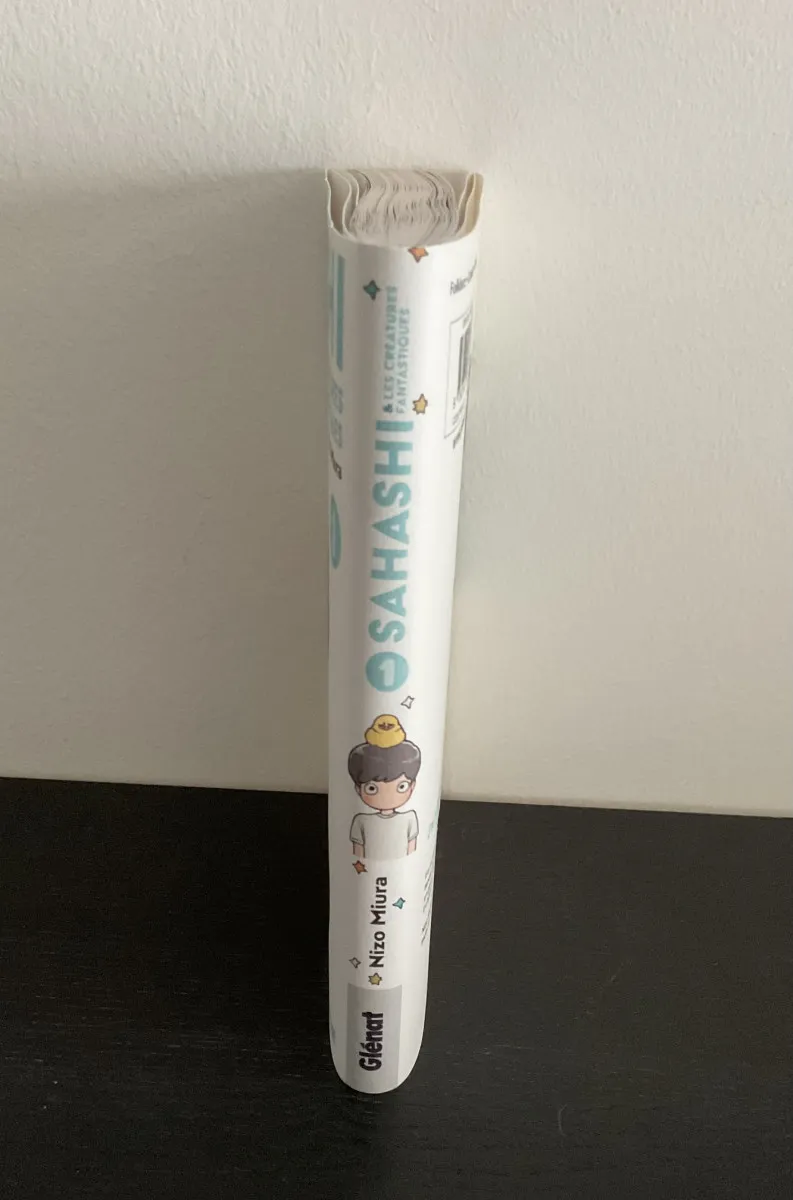 1
SAHASHI
& LES CRÉATURES
FANTASTIQUES
Nizo Miura
Glénat